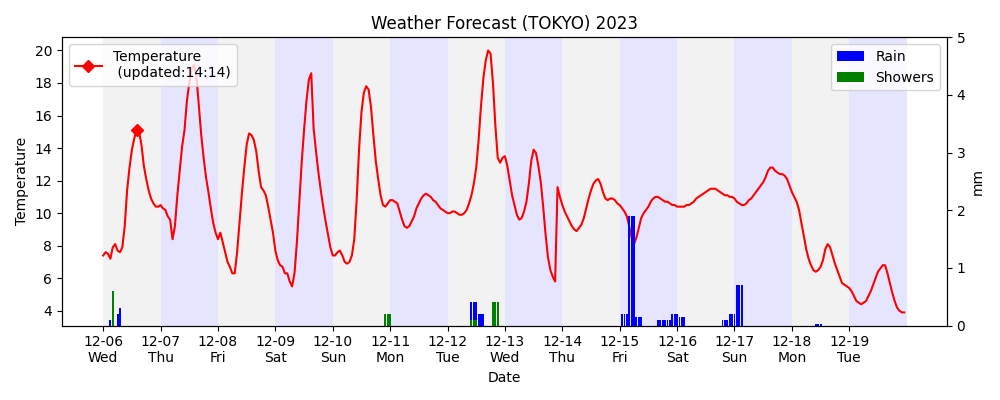 Weather Forecast (TOKYO) 2023
Temperature
(updated:14:14)
Rain
Showers
Temperature
20
18
16
14
12
10
8
6
4
5
4
3
2
1
0
mm
12-06 12-07 12-08 12-09 12-10 12-11 12-12 12-13 12-14 12-15 12-16 12-17 12-18 12-19
Wed Thu Fri Sat Sun Mon Tue Wed Thu Fri Sat Sun Mon Tue
Date